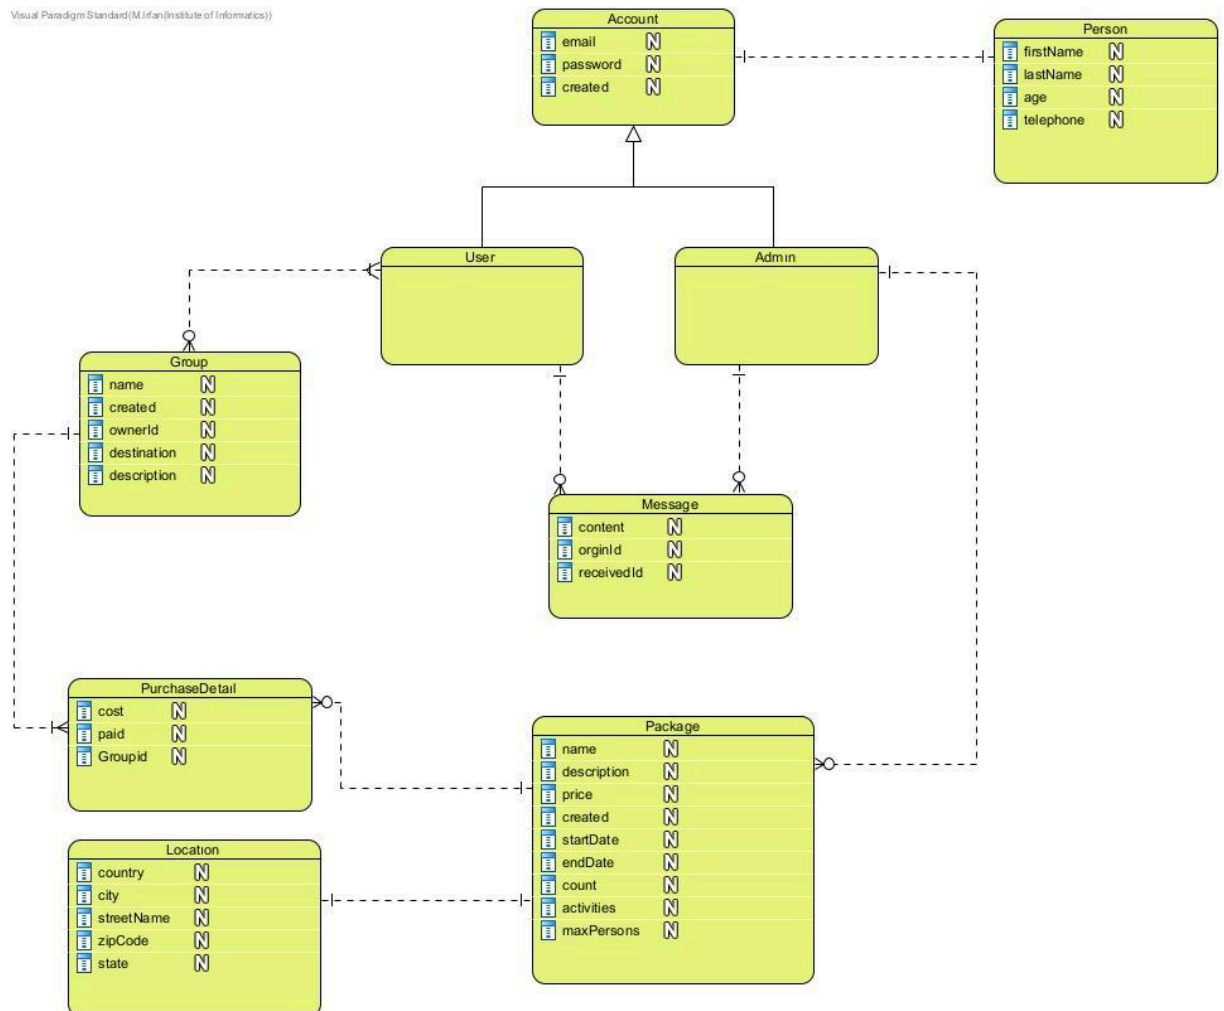 Visual Paradigm Standard(M.Irfan(Institute of Informatics))
Account
email N
password N
created N
Person
firstName N
lastName N
age N
telephone N
User
Admin
Group
name N
created N
ownerId N
destination N
description N
Message
content N
orginId N
receivedId N
PurchaseDetail
cost N
paid N
Groupid N
Package
name N
description N
price N
created N
startDate N
endDate N
count N
activities N
maxPersons N
Location
country N
city N
streetName N
zipCode N
state N